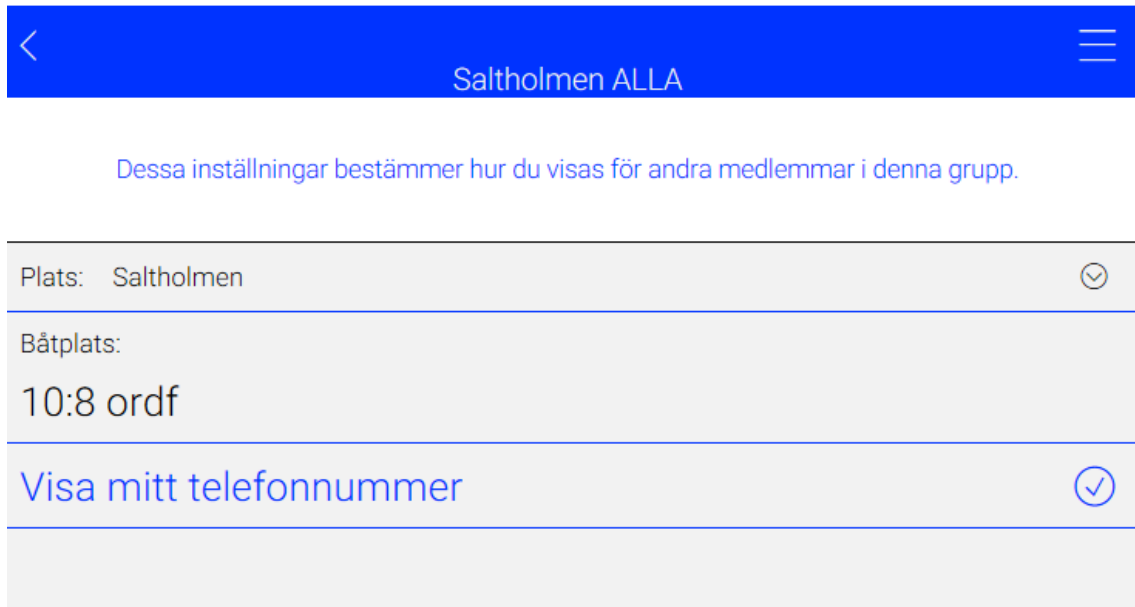 Saltholmen ALLA
Dessa inställningar bestämmer hur du visas för andra medlemmar i denna grupp.
Plats: Saltholmen
Båtplats:
10:8 ordf
Visa mitt telefonnummer